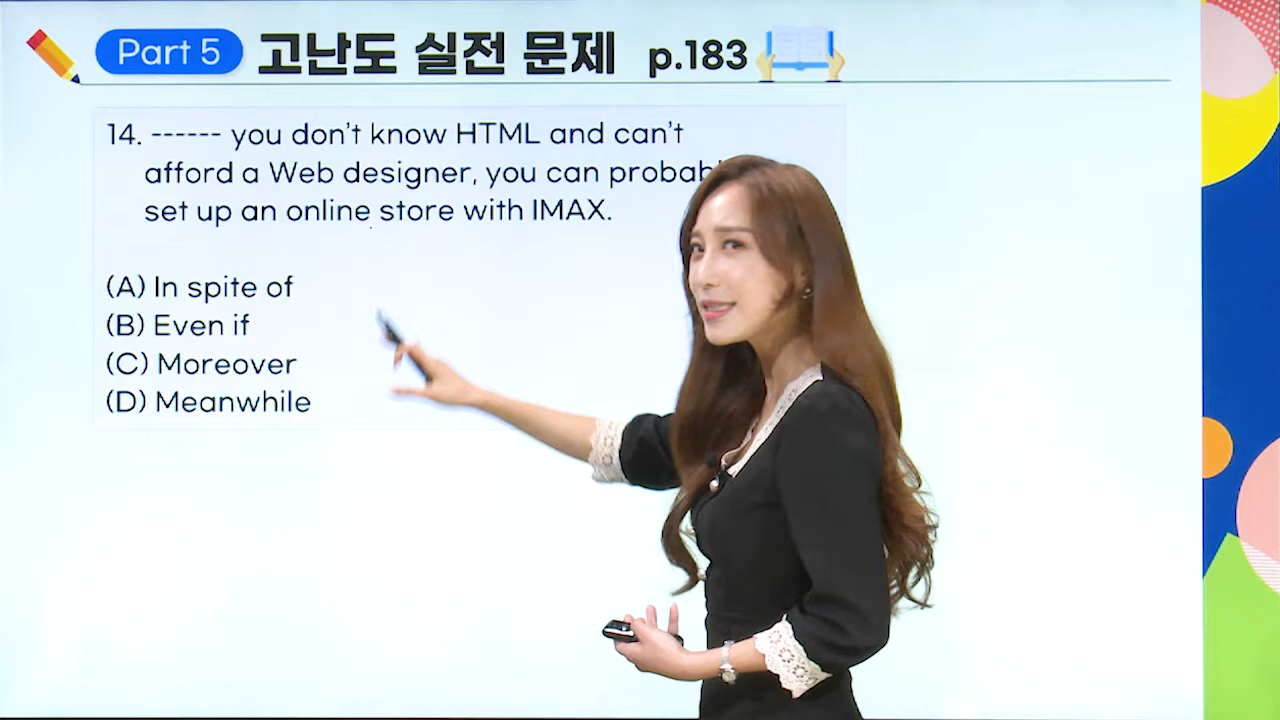 Part 5 고난도 실전 문제 p.183
14. ------ you don't know HTML and can't
afford a Web designer, you can
set up an online store with IMAX.
(A) In spite of
(B) Even if
(C) Moreover
(D) Meanwhile